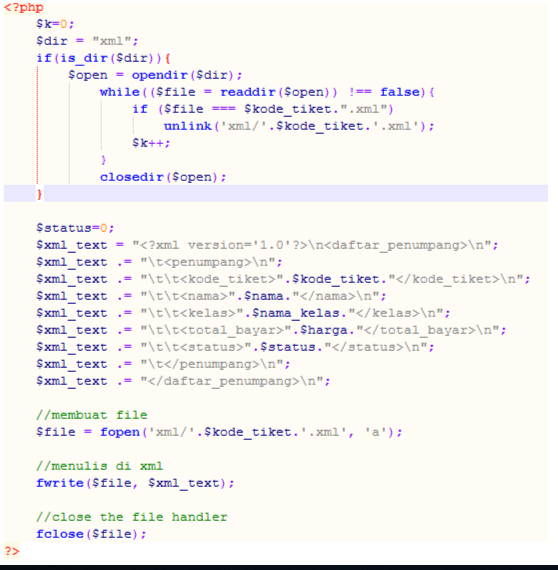 <?php
$k=0;
$dir = "xml";
if(is_dir($dir)){
$open = opendir($dir);
while(($file = readdir($open)) !== false){
if ($file === $kode_tiket.".xml")
unlink('xml/'.$kode_tiket.'.xml');
$k++;
}
closedir($open);
}
$status=0;
$xml_text = "<?xml version='1.0'?>\n<daftar_penumpang>\n";
$xml_text .= "\t<penumpang>\n";
$xml_text .= "\t\t<kode_tiket>".$kode_tiket."</kode_tiket>\n";
$xml_text .= "\t\t<nama>".$nama."</nama>\n";
$xml_text .= "\t\t<kelas>".$nama_kelas."</kelas>\n";
$xml_text .= "\t\t<total_bayar>".$harga."</total_bayar>\n";
$xml_text .= "\t\t<status>".$status."</status>\n";
$xml_text .= "\t</penumpang>\n";
$xml_text .= "</daftar_penumpang>\n";
//membuat file
$file = fopen('xml/'.$kode_tiket.'.xml', 'a');
//menulis di xml
fwrite($file, $xml_text);
//close the file handler
fclose($file);
?>